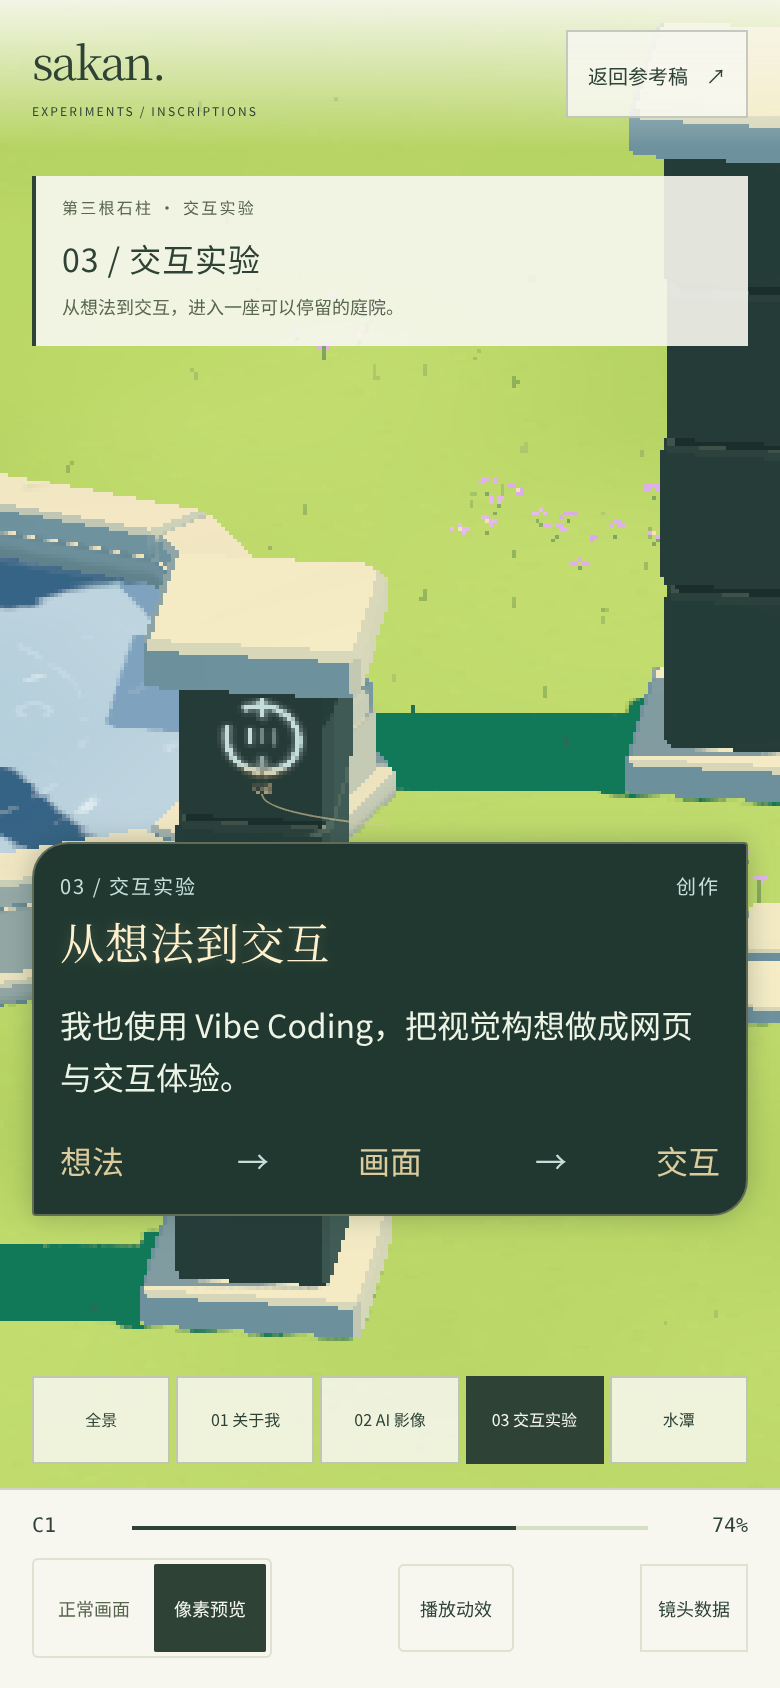 sakan.
EXPERIMENTS / INSCRIPTIONS
返回参考稿 ↗
第三根石柱 · 交互实验
03 / 交互实验
从想法到交互，进入一座可以停留的庭院。
03 / 交互实验
创作
从想法到交互
我也使用 Vibe Coding，把视觉构想做成网页
与交互体验。
想法 → 画面 → 交互
全景
01 关于我
02 AI 影像
03 交互实验
水潭
C1
74%
正常画面
像素预览
播放动效
镜头数据